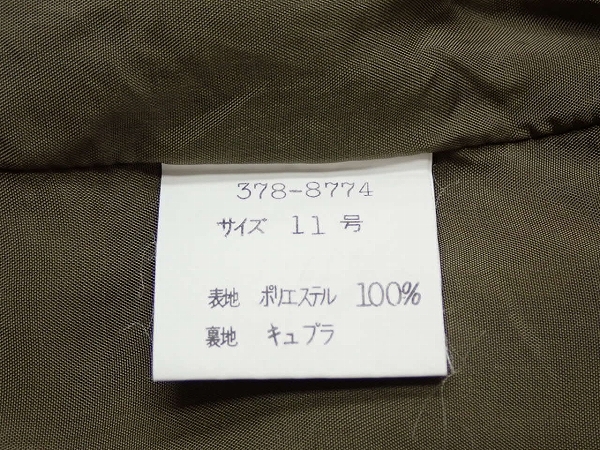 378-8774
サイズ 11 号
表地 ポリエステル 100%
裏地 キュプラ